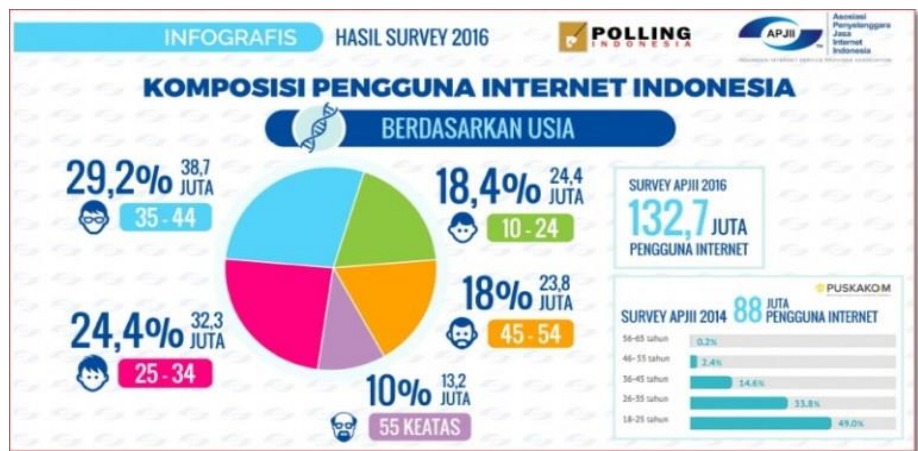 INFOGRAFIS HASIL SURVEY 2016
POLLING
INDONESIA
APJII
Asosiasi
Penyelenggara
Jasa
Internet
Indonesia
KOMPOSISI PENGGUNA INTERNET INDONESIA
BERDASARKAN USIA
29,2% 38,7 JUTA
35 - 44
18,4% 24,4 JUTA
10 - 24
24,4% 32,3 JUTA
25 - 34
18% 23,8 JUTA
45 - 54
10% 13,2 JUTA
55 KEATAS
SURVEY APJII 2016
132,7 JUTA
PENGGUNA INTERNET
PUSKAKOM
SURVEY APJII 2014 88 JUTA PENGGUNA INTERNET
56-65 tahun 0.2%
46- 55 tahun 2.4%
36-45 tahun 14.6%
26-35 tahun 33.8%
18-25 tahun 49.0%